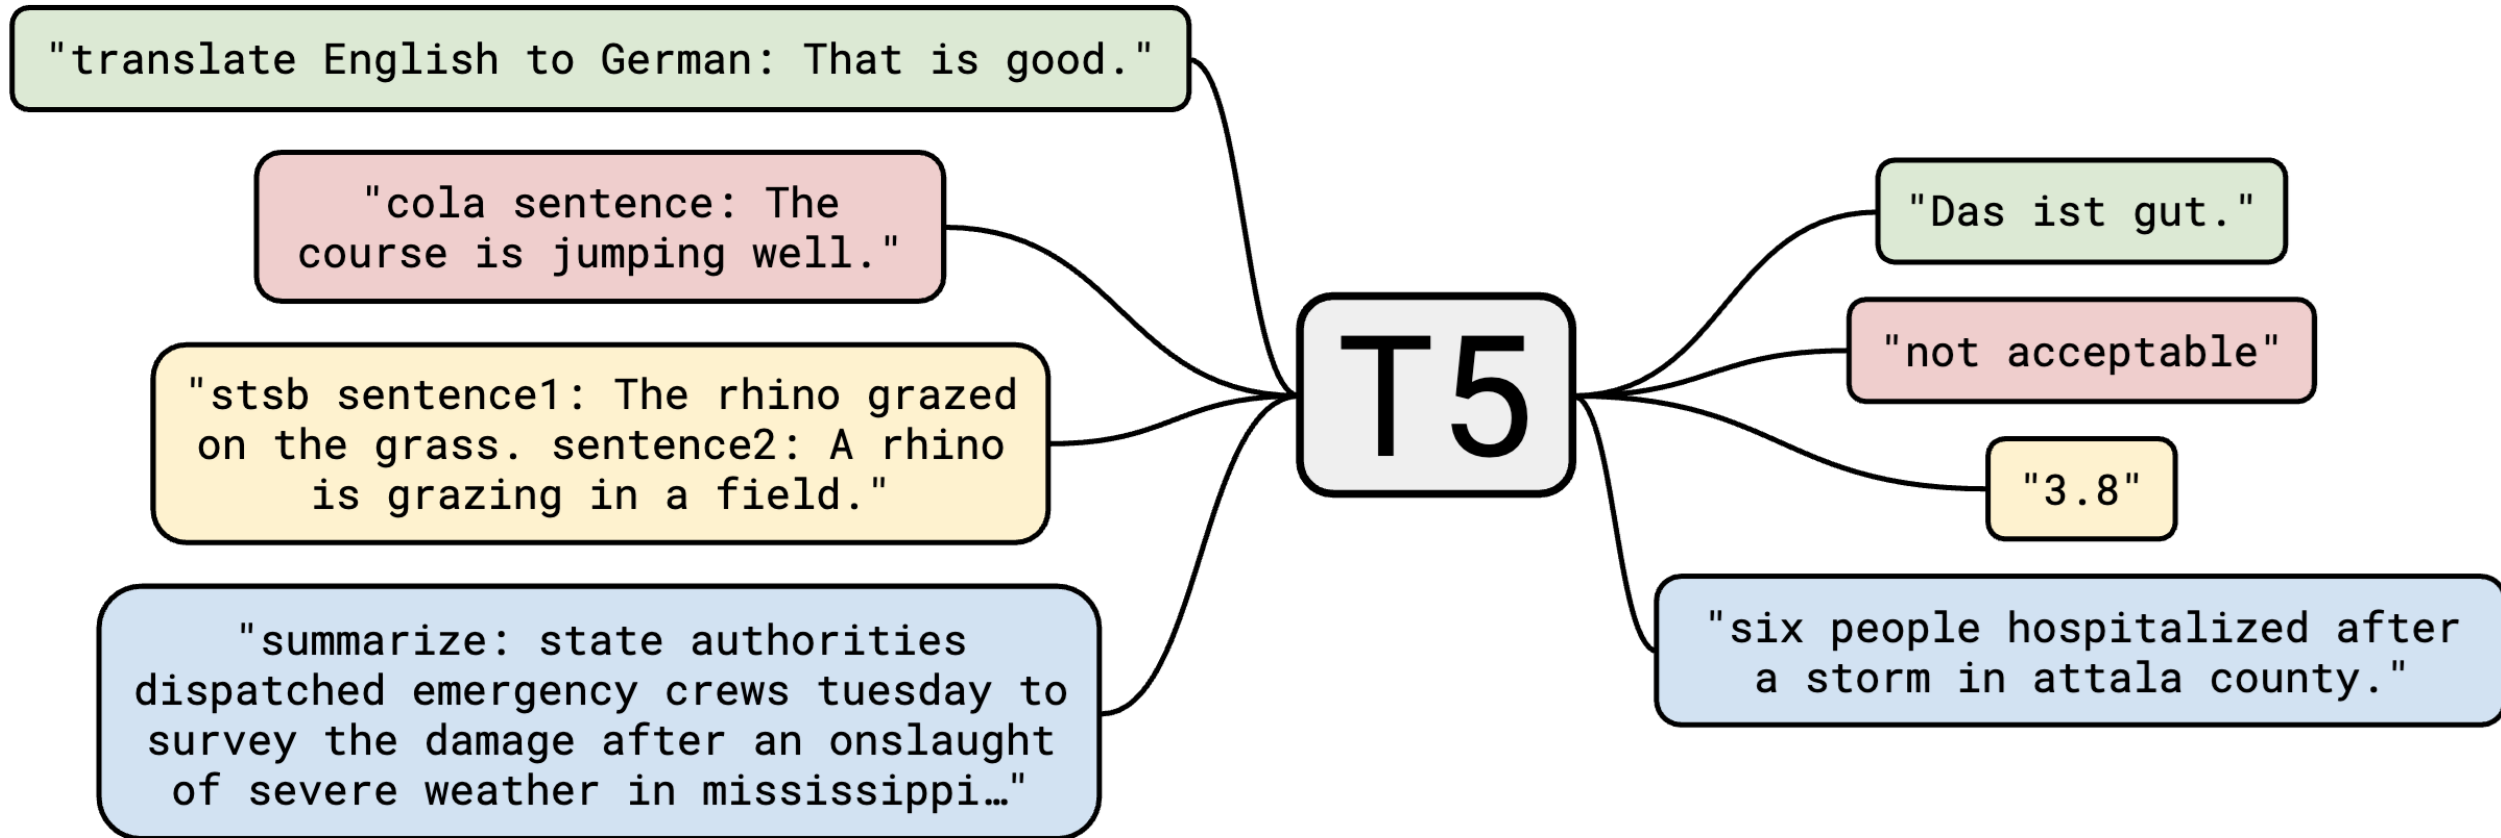 "translate English to German: That is good."
"cola sentence: The
course is jumping well."
"stsb sentence1: The rhino grazed
on the grass. sentence2: A rhino
is grazing in a field."
"summarize: state authorities
dispatched emergency crews tuesday to
survey the damage after an onslaught
of severe weather in mississippi…"
T5
"Das ist gut."
"not acceptable"
"3.8"
"six people hospitalized after
a storm in attala county."